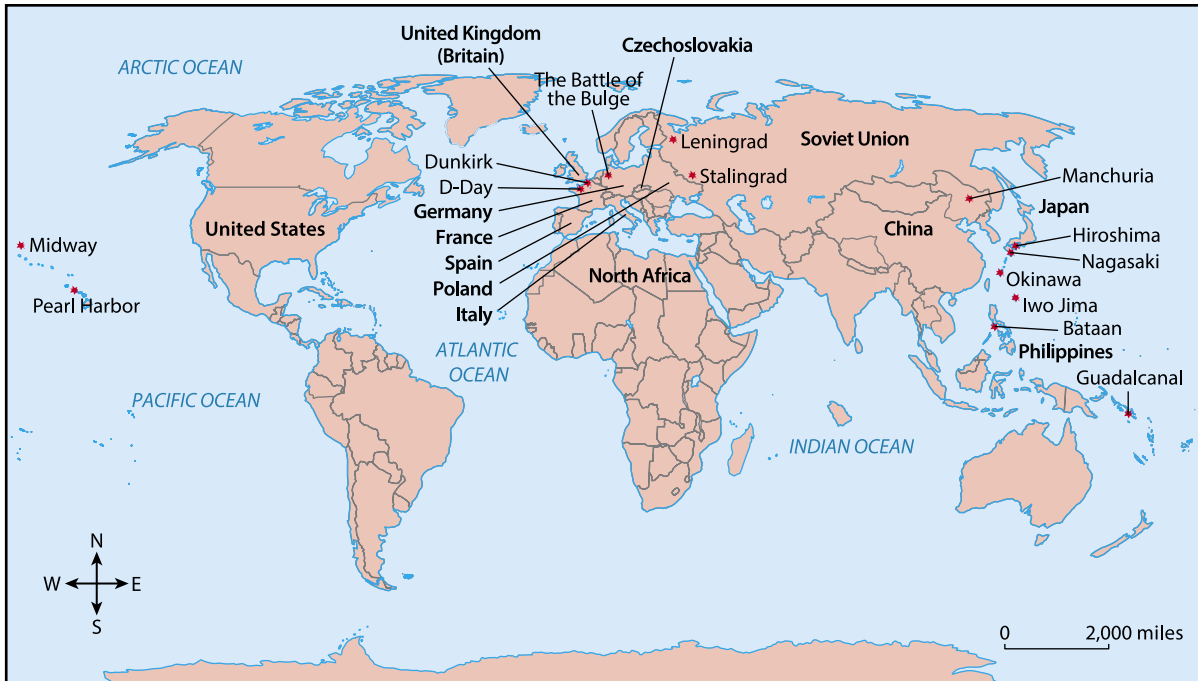 ARCTIC OCEAN
United Kingdom
(Britain)
Czechoslovakia
The Battle of
the Bulge
Leningrad
Soviet Union
Dunkirk
Stalingrad
D-Day
Manchuria
Germany
Japan
United States
France
China
Hiroshima
Midway
Spain
North Africa
Nagasaki
Poland
Okinawa
Pearl Harbor
Italy
Iwo Jima
Bataan
ATLANTIC
OCEAN
Philippines
Guadalcanal
PACIFIC OCEAN
INDIAN OCEAN
N
W
E
S
0
2,000 miles